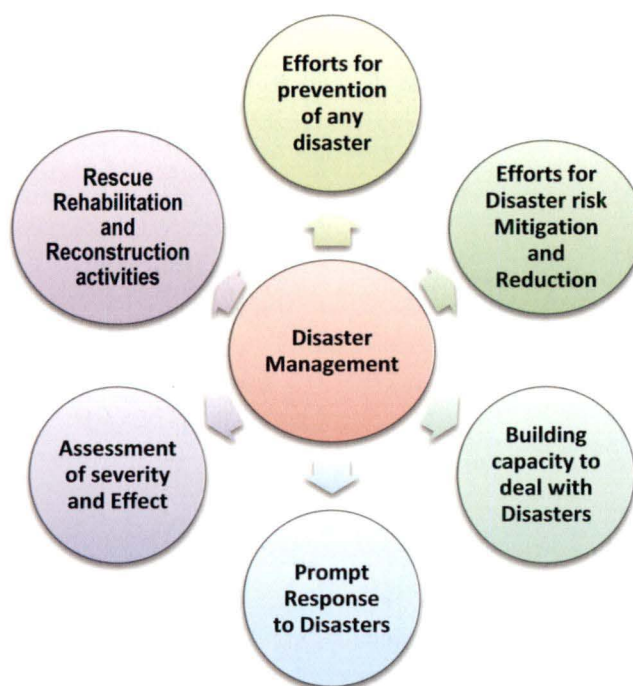 Efforts for
prevention
of any
disaster
Efforts for
Disaster risk
Mitigation
and
Reduction
Building
capacity to
deal with
Disasters
Prompt
Response
to Disasters
Assessment
of severity
and Effect
Rescue
Rehabilitation
and
Reconstruction
activities
Disaster
Management